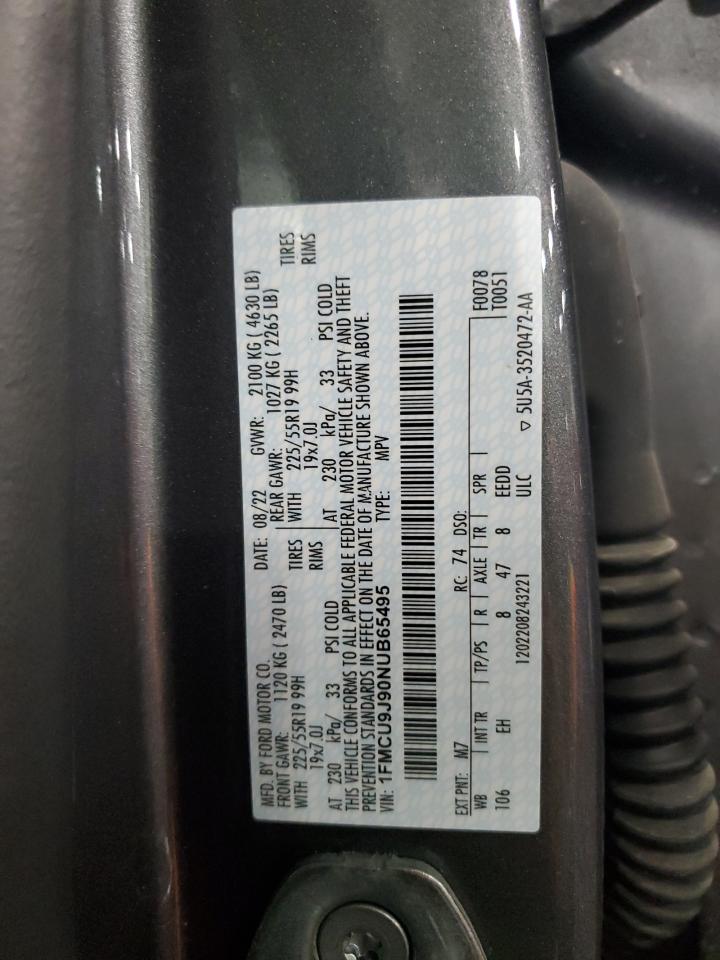 MFD. BY FORD MOTOR CO.
DATE: 08/22 GVWR: 2100 KG ( 4630 LB)
FRONT GAWR: 1120 KG ( 2470 LB) REAR GAWR: 1027 KG ( 2265 LB)
WITH 225/55R19 99H TIRES WITH 225/55R19 99H TIRES
19x7.0J RIMS 19x7.0J RIMS
AT 230 kPa/ 33 PSI COLD AT 230 kPa/ 33 PSI COLD
THIS VEHICLE CONFORMS TO ALL APPLICABLE FEDERAL MOTOR VEHICLE SAFETY AND THEFT
PREVENTION STANDARDS IN EFFECT ON THE DATE OF MANUFACTURE SHOWN ABOVE.
VIN: 1FMCU9J90NUB65495 TYPE: MPV
EXT PNT: M7 RC: 74 DSO: F0078
WB INT TR TP/PS R AXLE TR SPR T0051
106 EH 8 47 8 EEDD
1202208243221 ULC ▽ 5U5A-3520472-AA